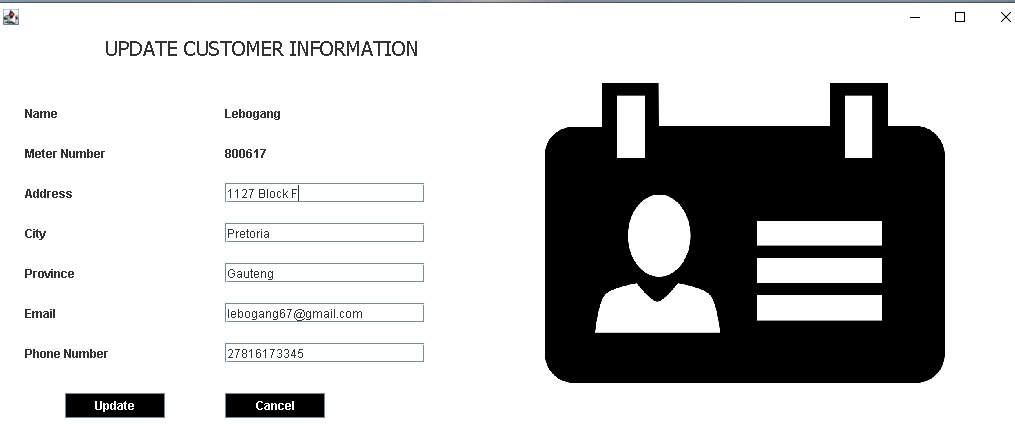 UPDATE CUSTOMER INFORMATION
Name Lebogang
Meter Number 800617
Address 1127 Block F
City Pretoria
Province Gauteng
Email lebogang67@gmail.com
Phone Number 27816173345
Update Cancel